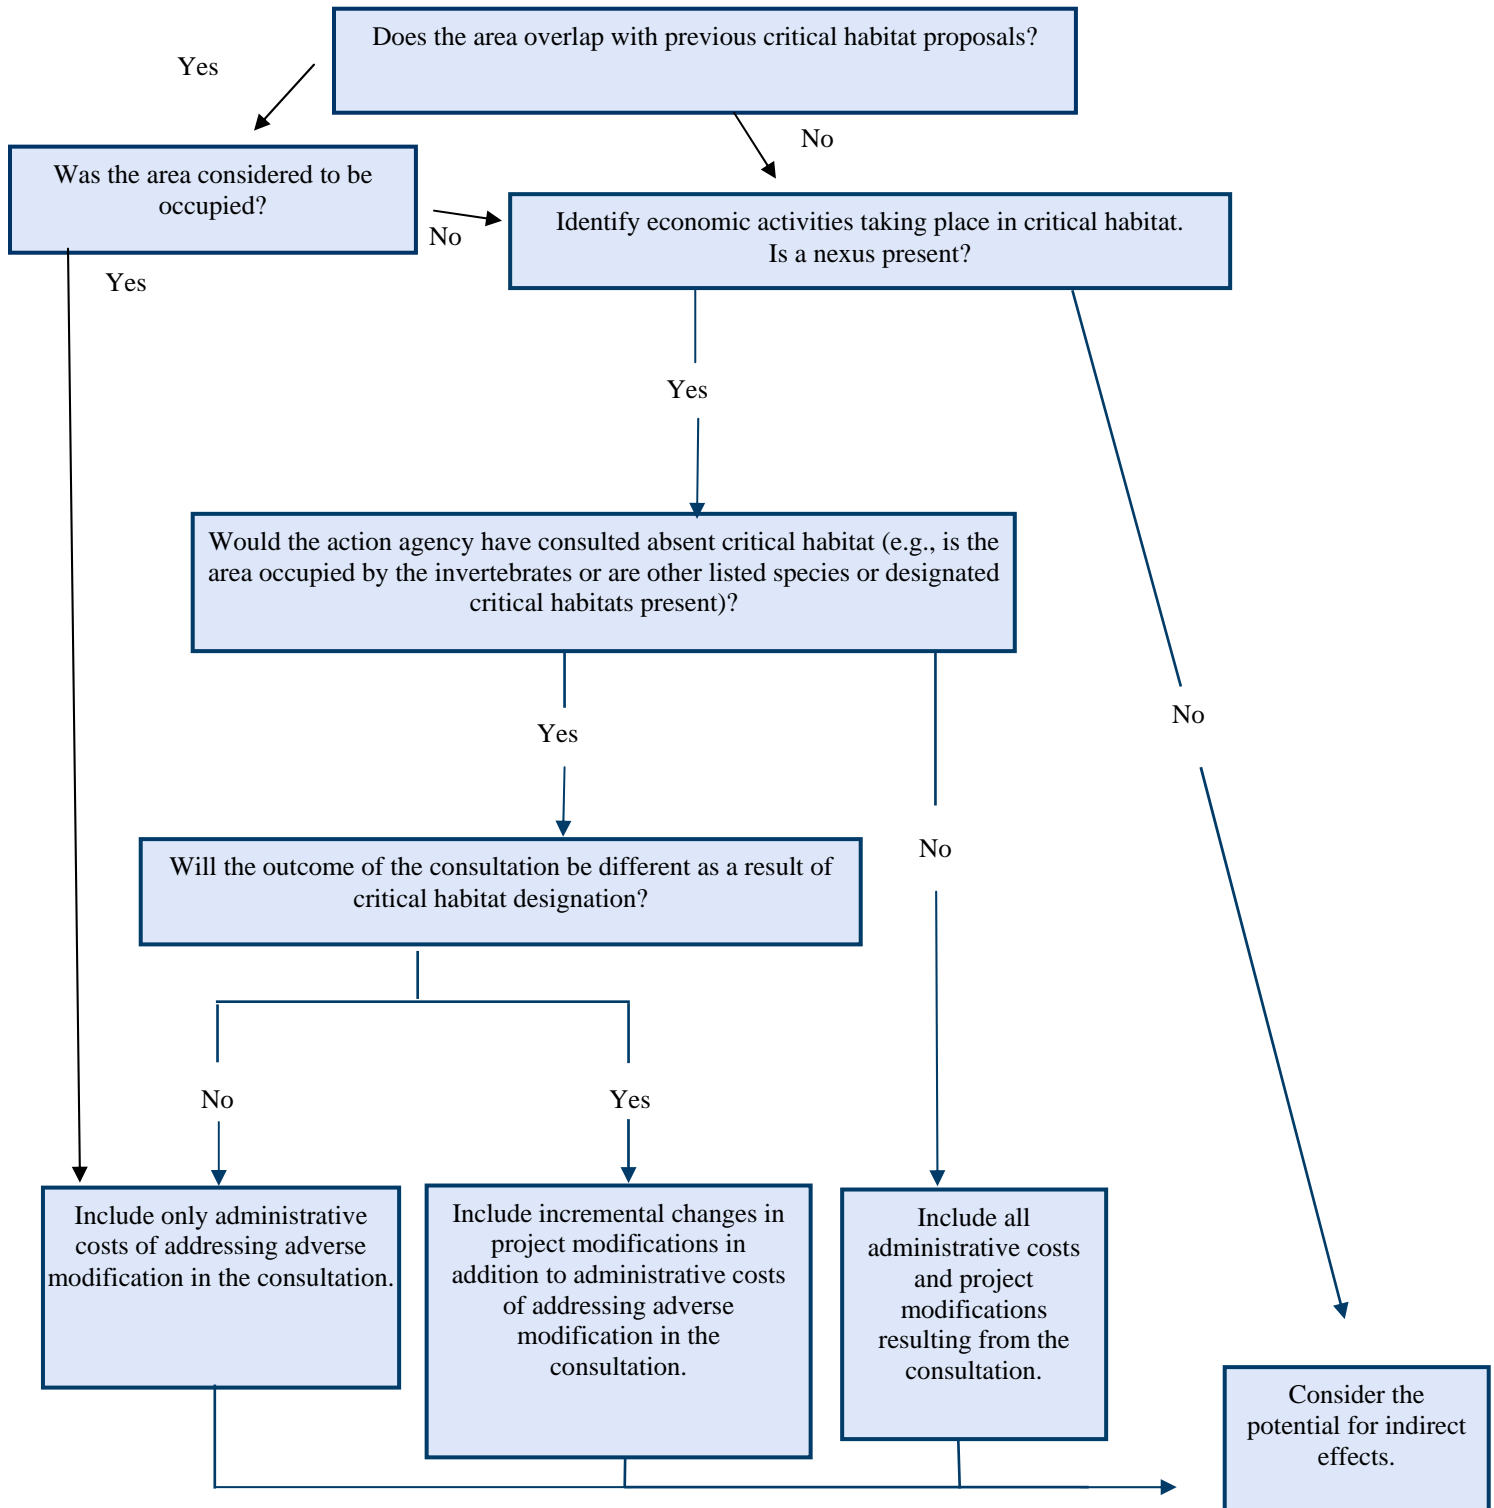 Does the area overlap with previous critical habitat proposals?
Yes
No
Was the area considered to be
occupied?
No
Yes
Identify economic activities taking place in critical habitat.
Is a nexus present?
Yes
No
Would the action agency have consulted absent critical habitat (e.g., is the
area occupied by the invertebrates or are other listed species or designated
critical habitats present)?
Yes
No
Will the outcome of the consultation be different as a result of
critical habitat designation?
No
Yes
Include only administrative
costs of addressing adverse
modification in the consultation.
Include incremental changes in
project modifications in
addition to administrative costs
of addressing adverse
modification in the
consultation.
Include all
administrative costs
and project
modifications
resulting from the
consultation.
Consider the
potential for indirect
effects.